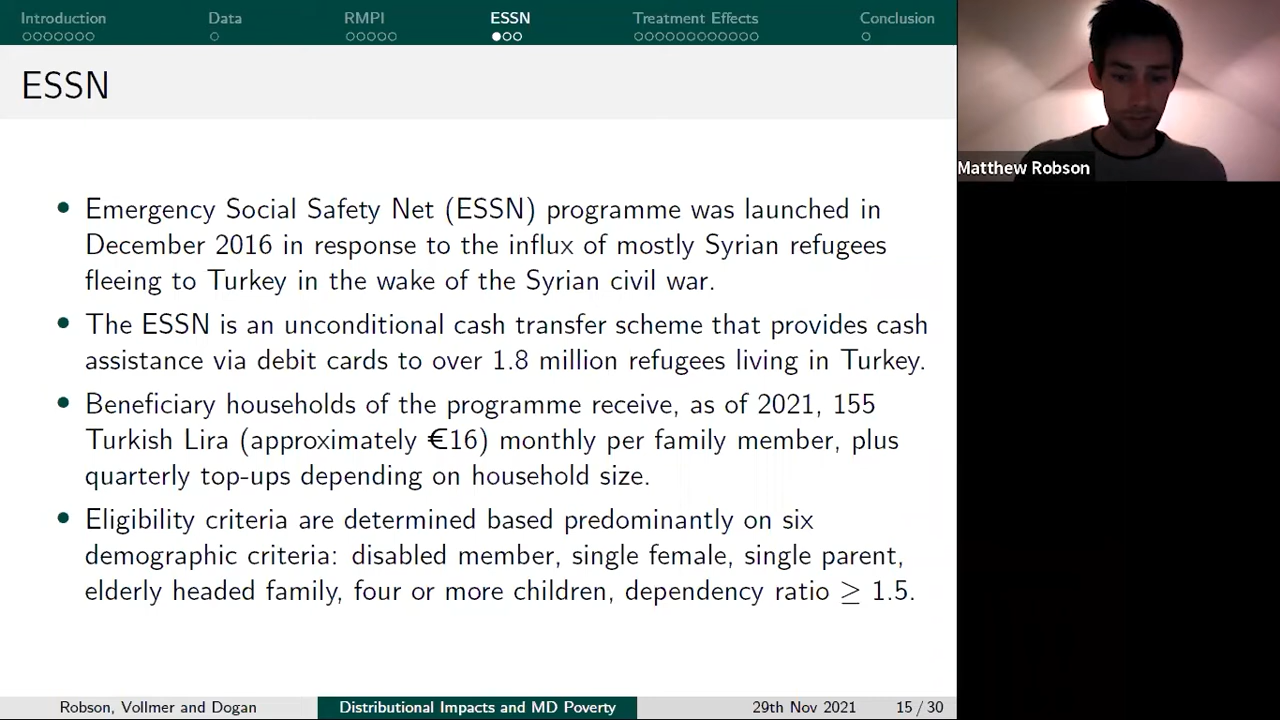 Introduction Data RMPI ESSN Treatment Effects Conclusion
ESSN
Matthew Robson
• Emergency Social Safety Net (ESSN) programme was launched in
December 2016 in response to the influx of mostly Syrian refugees
fleeing to Turkey in the wake of the Syrian civil war.
• The ESSN is an unconditional cash transfer scheme that provides cash
assistance via debit cards to over 1.8 million refugees living in Turkey.
• Beneficiary households of the programme receive, as of 2021, 155
Turkish Lira (approximately €16) monthly per family member, plus
quarterly top-ups depending on household size.
• Eligibility criteria are determined based predominantly on six
demographic criteria: disabled member, single female, single parent,
elderly headed family, four or more children, dependency ratio ≥ 1.5.
Robson, Vollmer and Dogan Distributional Impacts and MD Poverty 29th Nov 2021 15 / 30